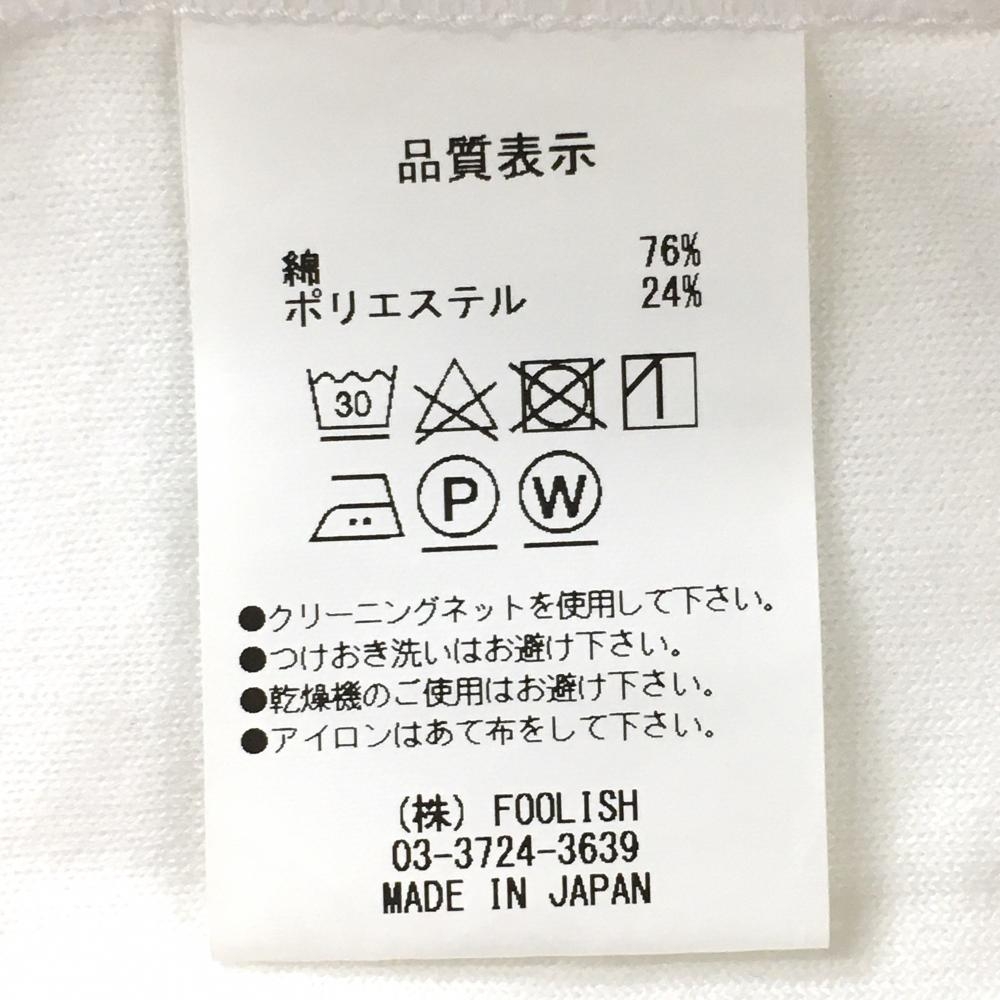 品質表示
綿 76%
ポリエステル 24%
30
P W
●クリーニングネットを使用して下さい。
●つけおき洗いはお避け下さい。
●乾燥機のご使用はお避け下さい。
●アイロンはあて布をして下さい。
(株) FOOLISH
03-3724-3639
MADE IN JAPAN